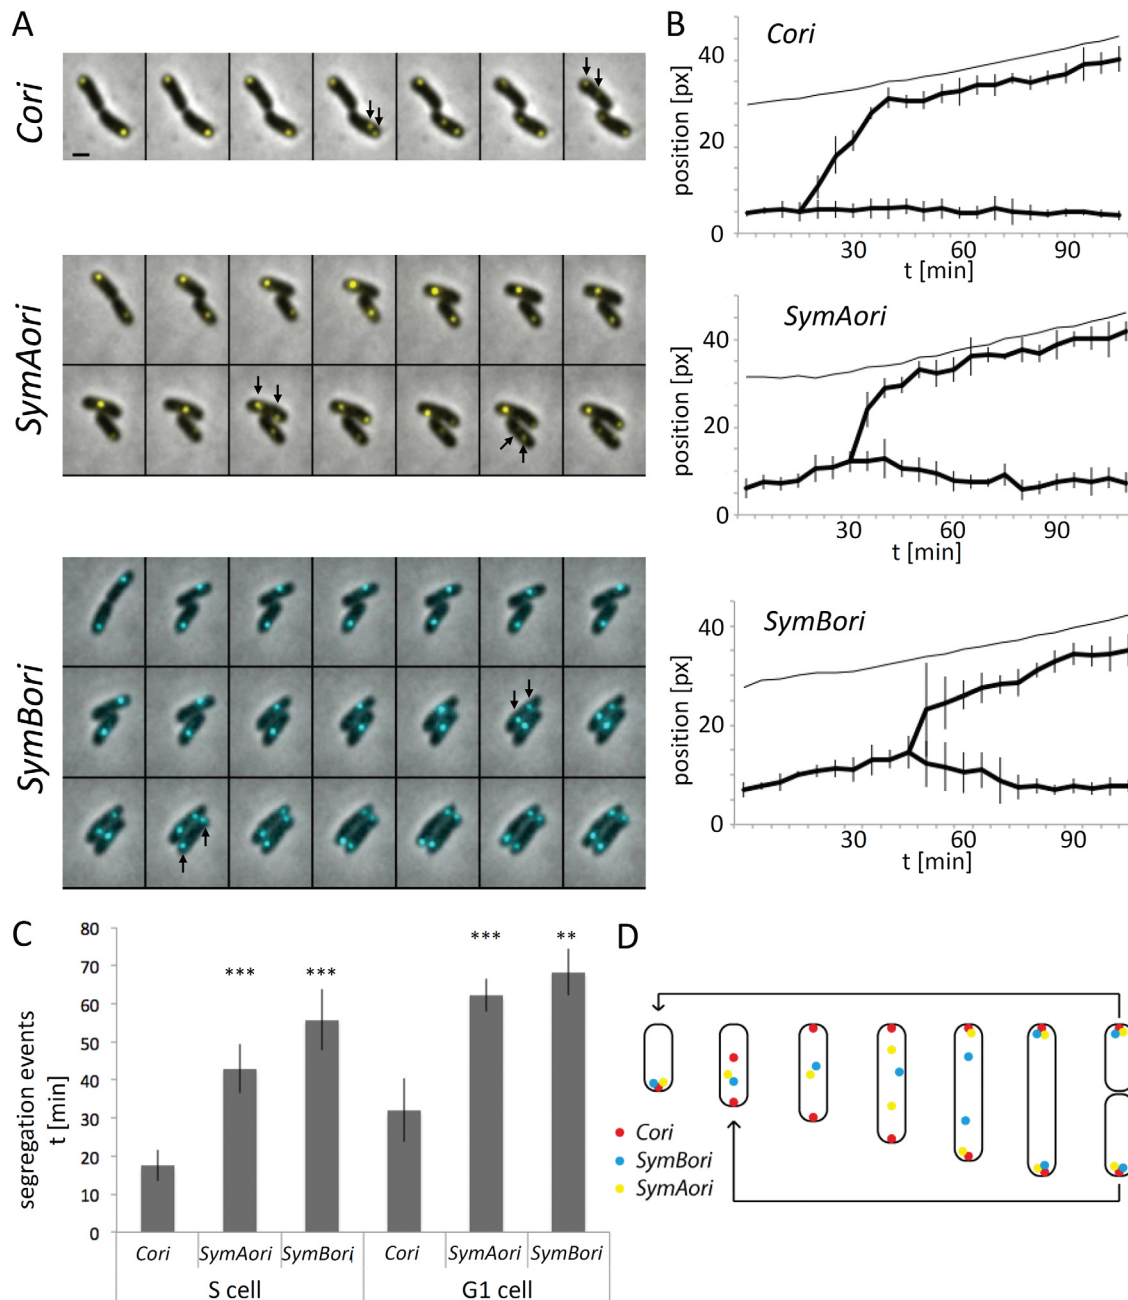 A
Cori
SymAori
SymBori
B
Cori
40
20
0
position [px]
30 60 90
t [min]
SymAori
40
20
0
position [px]
30 60 90
t [min]
SymBori
40
20
0
position [px]
30 60 90
t [min]
C
segregation events
t [min]
80
70
60
50
40
30
20
10
0
*** *** *** **
Cori SymAori SymBori Cori SymAori SymBori
S cell G1 cell
D
Cori
SymBori
SymAori